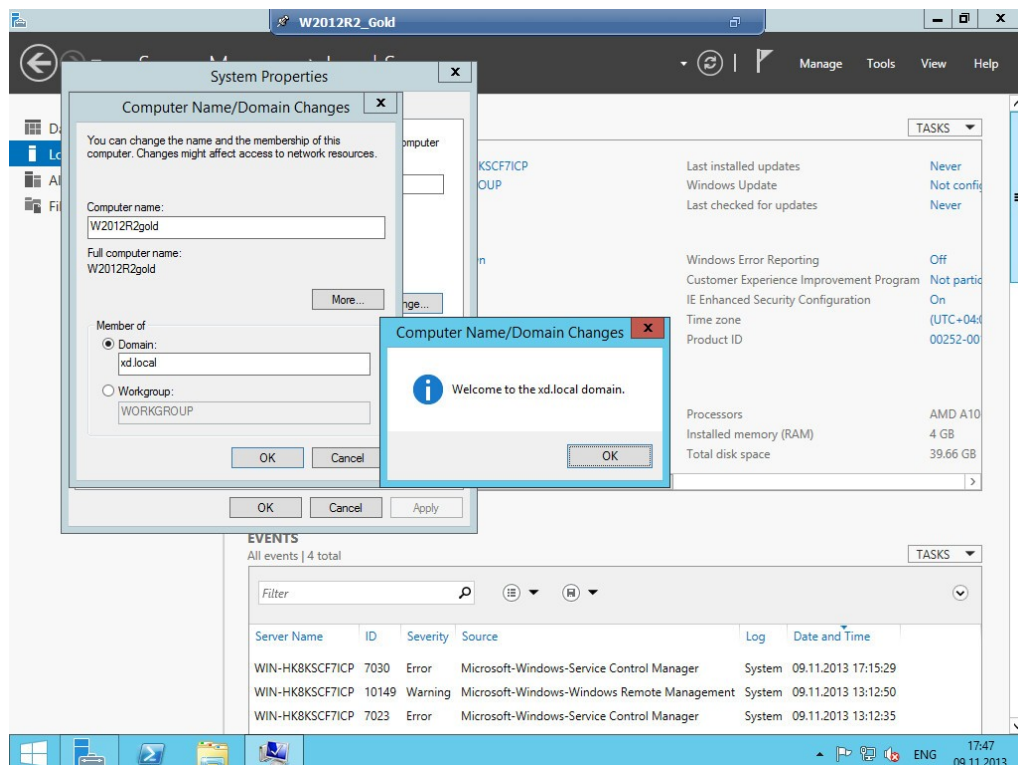 W2012R2_Gold
Manage Tools View Help
System Properties
Computer Name/Domain Changes
You can change the name and the membership of this
computer. Changes might affect access to network resources.
Computer name:
W2012R2gold
Full computer name:
W2012R2gold
More...
Member of
Domain:
xd.local
Workgroup:
WORKGROUP
OK Cancel
OK Cancel Apply
Computer Name/Domain Changes
Welcome to the xd.local domain.
OK
TASKS
KSCF7ICP
OUP
Last installed updates Never
Windows Update Not config
Last checked for updates Never
Windows Error Reporting Off
Customer Experience Improvement Program Not partic
IE Enhanced Security Configuration On
Time zone (UTC+04:0
Product ID 00252-00
Processors AMD A10
Installed memory (RAM) 4 GB
Total disk space 39.66 GB
EVENTS
All events | 4 total
TASKS
Filter
Server Name ID Severity Source Log Date and Time
WIN-HK8KSCF7ICP 7030 Error Microsoft-Windows-Service Control Manager System 09.11.2013 17:15:29
WIN-HK8KSCF7ICP 10149 Warning Microsoft-Windows-Windows Remote Management System 09.11.2013 13:12:50
WIN-HK8KSCF7ICP 7023 Error Microsoft-Windows-Service Control Manager System 09.11.2013 13:12:35
ENG 17:47
09.11.2013